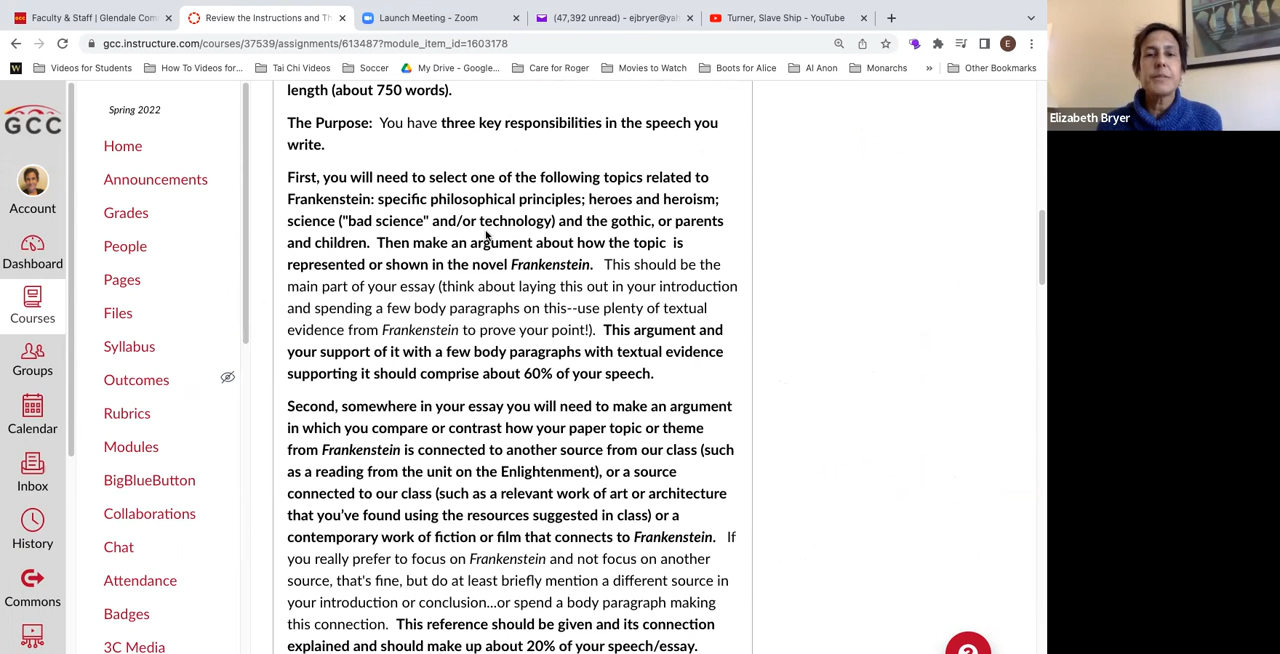 Faculty & Staff | Glendale Com
Review the Instructions and Th
Launch Meeting - Zoom
(47,392 unread) - ejbryer@ya
Turner, Slave Ship - YouTube
gcc.instructure.com/courses/37539/assignments/613487?module_item_id=1603178
E
W
Videos for Students
How To Videos for...
Tai Chi Videos
Soccer
My Drive - Google...
Care for Roger
Movies to Watch
Boots for Alice
Al Anon
Monarchs
»
Other Bookmarks
GCC
Account
Dashboard
Courses
Groups
Calendar
Inbox
History
Commons
Spring 2022
Home
Announcements
Grades
People
Pages
Files
Syllabus
Outcomes
Rubrics
Modules
BigBlueButton
Collaborations
Chat
Attendance
Badges
3C Media
length (about 750 words).
The Purpose: You have three key responsibilities in the speech you
write.
First, you will need to select one of the following topics related to
Frankenstein: specific philosophical principles; heroes and heroism;
science ("bad science" and/or technology) and the gothic, or parents
and children. Then make an argument about how the topic is
represented or shown in the novel Frankenstein. This should be the
main part of your essay (think about laying this out in your introduction
and spending a few body paragraphs on this--use plenty of textual
evidence from Frankenstein to prove your point!). This argument and
your support of it with a few body paragraphs with textual evidence
supporting it should comprise about 60% of your speech.
Second, somewhere in your essay you will need to make an argument
in which you compare or contrast how your paper topic or theme
from Frankenstein is connected to another source from our class (such
as a reading from the unit on the Enlightenment), or a source
connected to our class (such as a relevant work of art or architecture
that you've found using the resources suggested in class) or a
contemporary work of fiction or film that connects to Frankenstein. If
you really prefer to focus on Frankenstein and not focus on another
source, that's fine, but do at least briefly mention a different source in
your introduction or conclusion...or spend a body paragraph making
this connection. This reference should be given and its connection
explained and should make up about 20% of your speech/essay.
Elizabeth Bryer